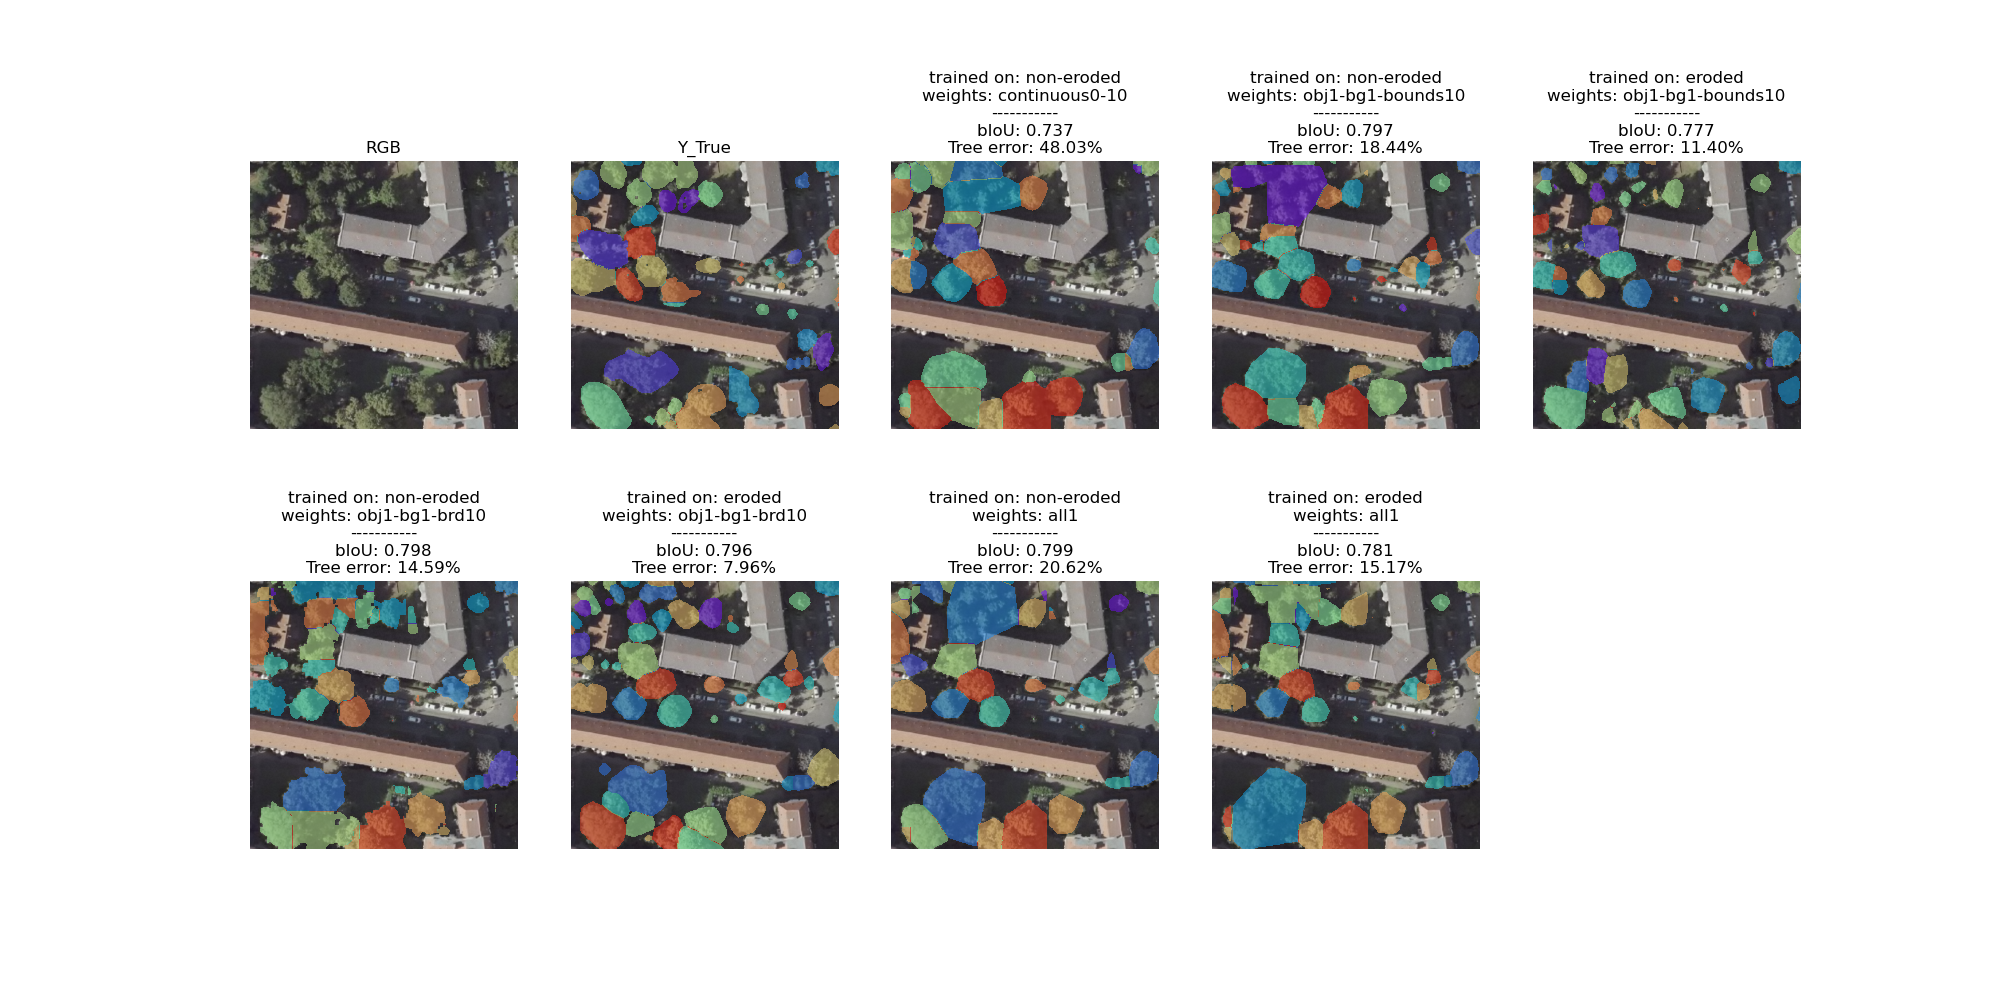 RGB
Y_True
trained on: non-eroded
weights: continuous0-10
-----------
bIoU: 0.737
Tree error: 48.03%
trained on: non-eroded
weights: obj1-bg1-bounds10
-----------
bIoU: 0.797
Tree error: 18.44%
trained on: eroded
weights: obj1-bg1-bounds10
-----------
bIoU: 0.777
Tree error: 11.40%
trained on: non-eroded
weights: obj1-bg1-brd10
-----------
bIoU: 0.798
Tree error: 14.59%
trained on: eroded
weights: obj1-bg1-brd10
-----------
bIoU: 0.796
Tree error: 7.96%
trained on: non-eroded
weights: all1
-----------
bIoU: 0.799
Tree error: 20.62%
trained on: eroded
weights: all1
-----------
bIoU: 0.781
Tree error: 15.17%